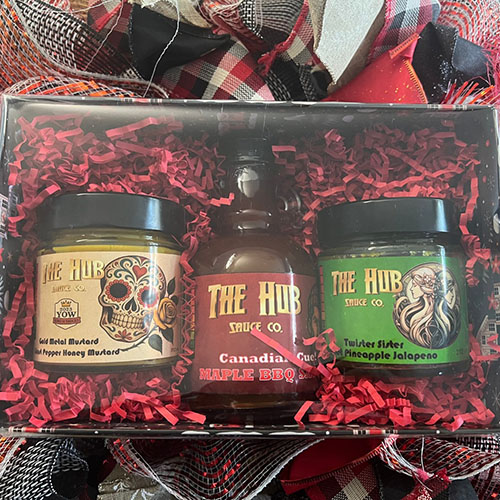 THE HUB
SAUCE CO.
2023
YOW
Gold Metal Mustard
Pepper Honey Mustard
THE HUB
SAUCE CO.
Canadian
MAPLE BBQ
THE HUB
SAUCE CO.
Twister Sister
Pineapple Jalapeno